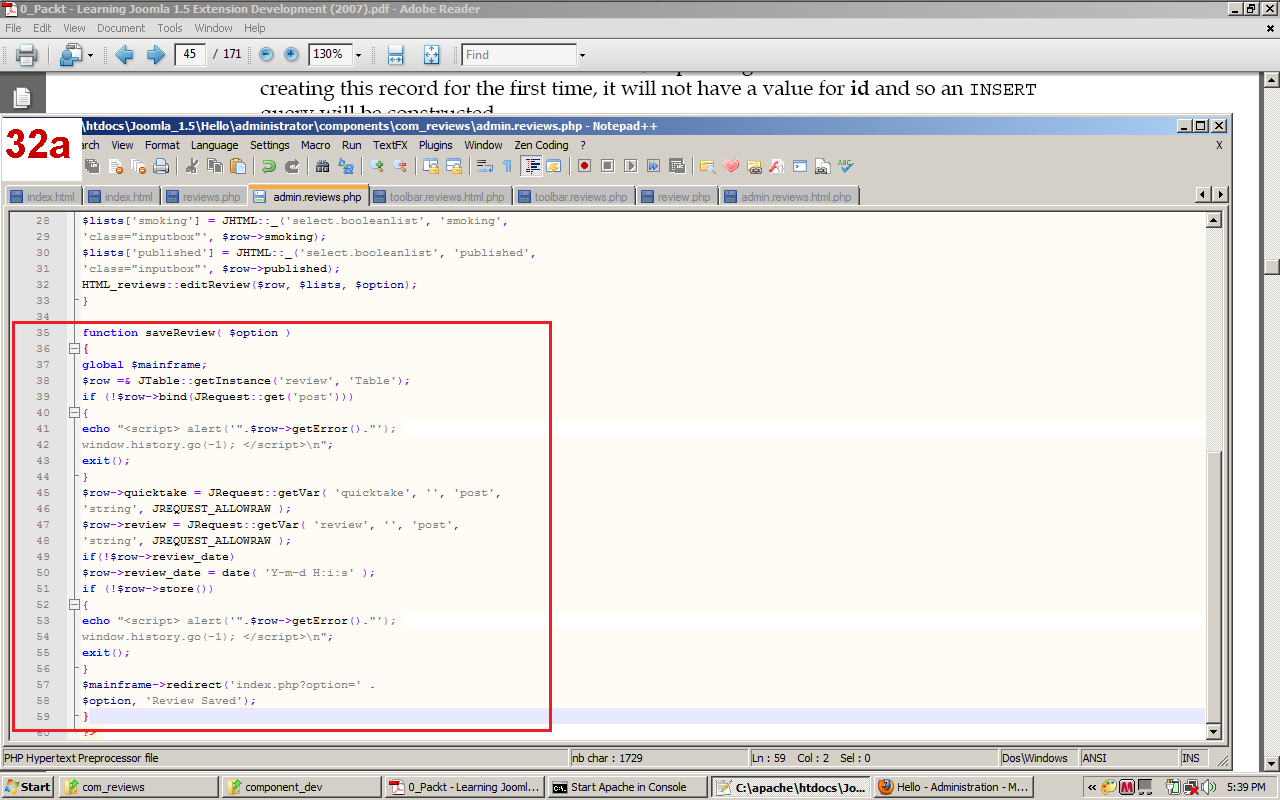 0_Packt - Learning Joomla 1.5 Extension Development (2007).pdf - Adobe Reader
File Edit View Document Tools Window Help
45 / 171 130% Find
creating this record for the first time, it will not have a value for id and so an INSERT
query will be constructed
32a
\htdocs\Joomla_1.5\Hello\administrator\components\com_reviews\admin.reviews.php - Notepad++
arch View Format Language Settings Macro Run TextFX Plugins Window Zen Coding ? X
index.html index.html reviews.php admin.reviews.php toolbar.reviews.html.php toolbar.reviews.php review.php admin.reviews.html.php
28 $lists['smoking'] = JHTML::_('select.booleanlist', 'smoking',
29 'class="inputbox"', $row->smoking);
30 $lists['published'] = JHTML::_('select.booleanlist', 'published',
31 'class="inputbox"', $row->published);
32 HTML_reviews::editReview($row, $lists, $option);
33 }
34
35 function saveReview( $option )
36 {
37 global $mainframe;
38 $row =& JTable::getInstance('review', 'Table');
39 if (!$row->bind(JRequest::get('post')))
40 {
41 echo "<script> alert('".$row->getError()."');
42 window.history.go(-1); </script>\n";
43 exit();
44 }
45 $row->quicktake = JRequest::getVar( 'quicktake', '', 'post',
46 'string', JREQUEST_ALLOWRAW );
47 $row->review = JRequest::getVar( 'review', '', 'post',
48 'string', JREQUEST_ALLOWRAW );
49 if(!$row->review_date)
50 $row->review_date = date( 'Y-m-d H:i:s' );
51 if (!$row->store())
52 {
53 echo "<script> alert('".$row->getError()."');
54 window.history.go(-1); </script>\n";
55 exit();
56 }
57 $mainframe->redirect('index.php?option=' .
58 $option, 'Review Saved');
59 }
60 ?>
PHP Hypertext Preprocessor file nb char : 1729 Ln : 59 Col : 2 Sel : 0 Dos\Windows ANSI INS
Start com_reviews component_dev 0_Packt - Learning Jooml... Start Apache in Console C:\apache\htdocs\Jo... Hello - Administration - M... « 5:39 PM